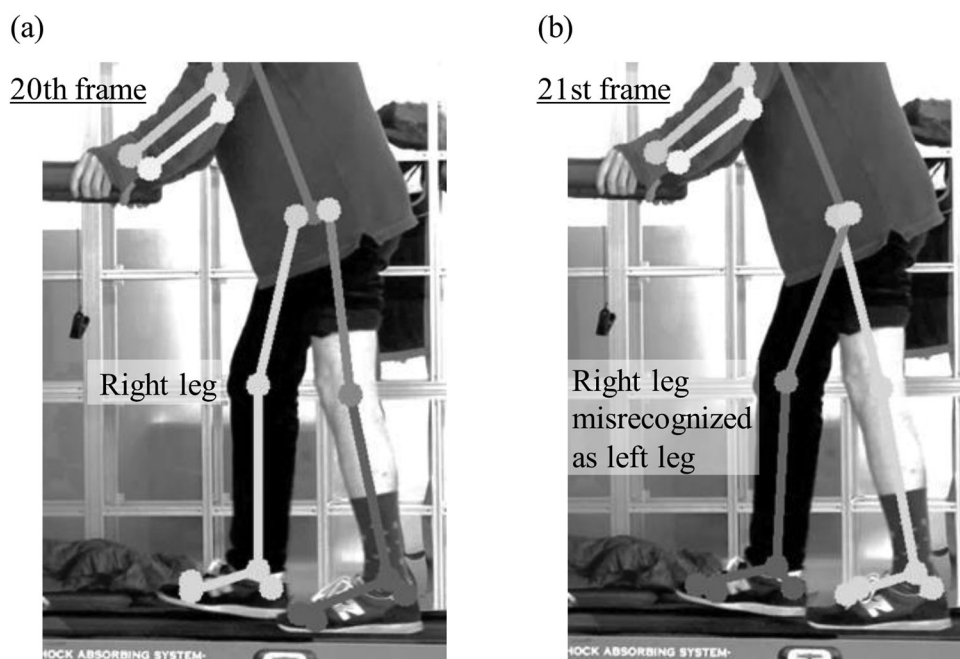 (a)
(b)
20th frame
21st frame
Right leg
Right leg
misrecognized
as left leg
N
N
HOCK ABSORBING SYSTEM-
HOCK ABSORBING SYSTEM-